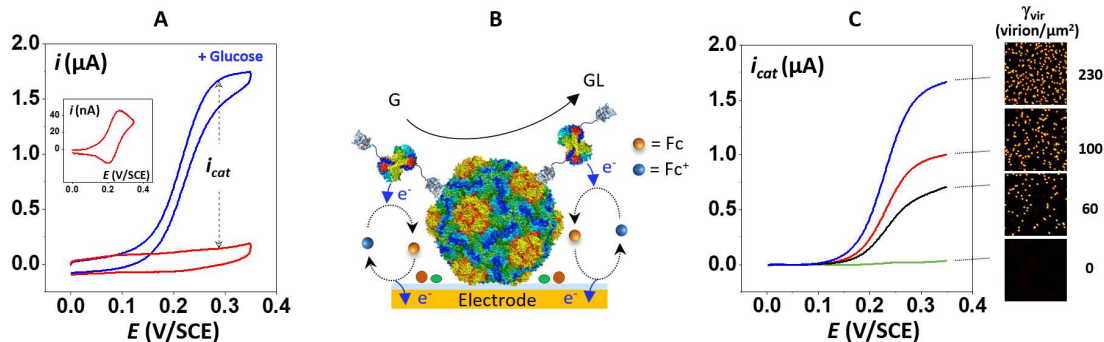 A
i (μA)
2.0
1.5
1.0
0.5
0.0
+ Glucose
i (nA)
40
20
0
0.0 0.2 0.4
E (V/SCE)
i_cat
0.0 0.1 0.2 0.3 0.4
E (V/SCE)
B
G
GL
= Fc
= Fc⁺
e⁻
e⁻
e⁻
e⁻
Electrode
C
i_cat (μA)
2.0
1.5
1.0
0.5
0.0
0.0 0.1 0.2 0.3 0.4
E (V/SCE)
γ_vir
(virion/μm²)
230
100
60
0